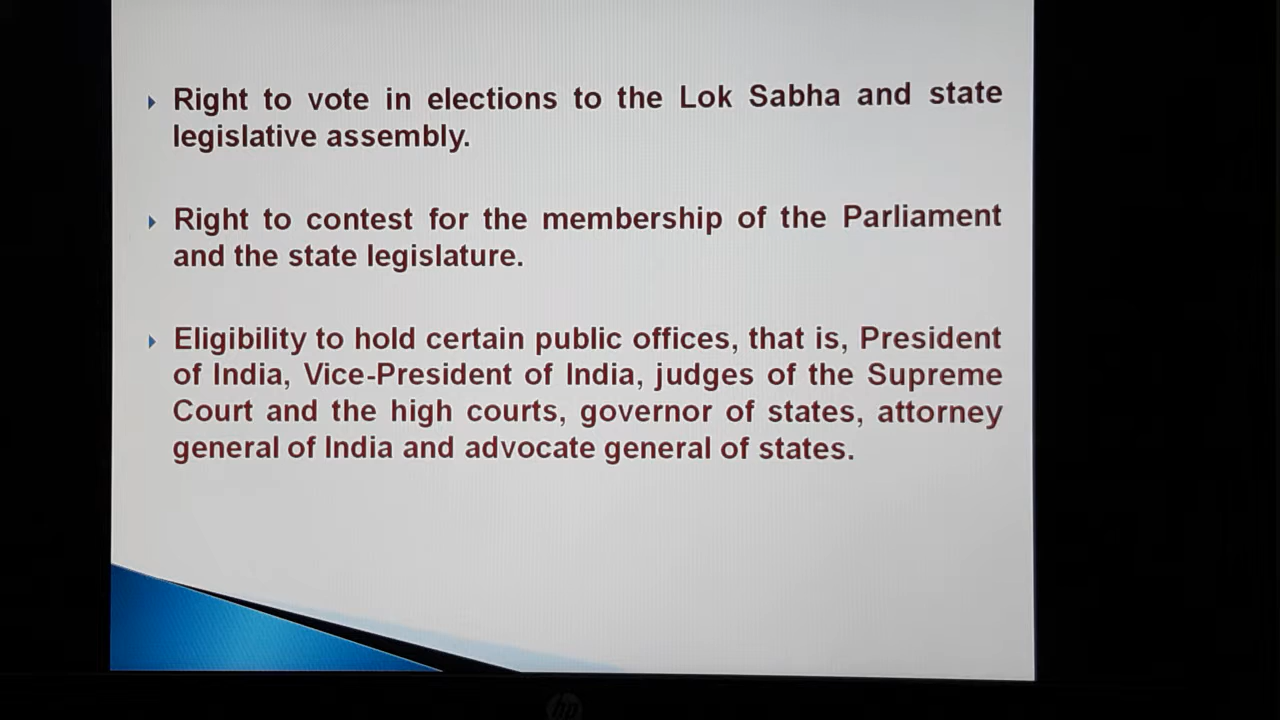 Right to vote in elections to the Lok Sabha and state
legislative assembly.
Right to contest for the membership of the Parliament
and the state legislature.
Eligibility to hold certain public offices, that is, President
of India, Vice-President of India, judges of the Supreme
Court and the high courts, governor of states, attorney
general of India and advocate general of states.
hp